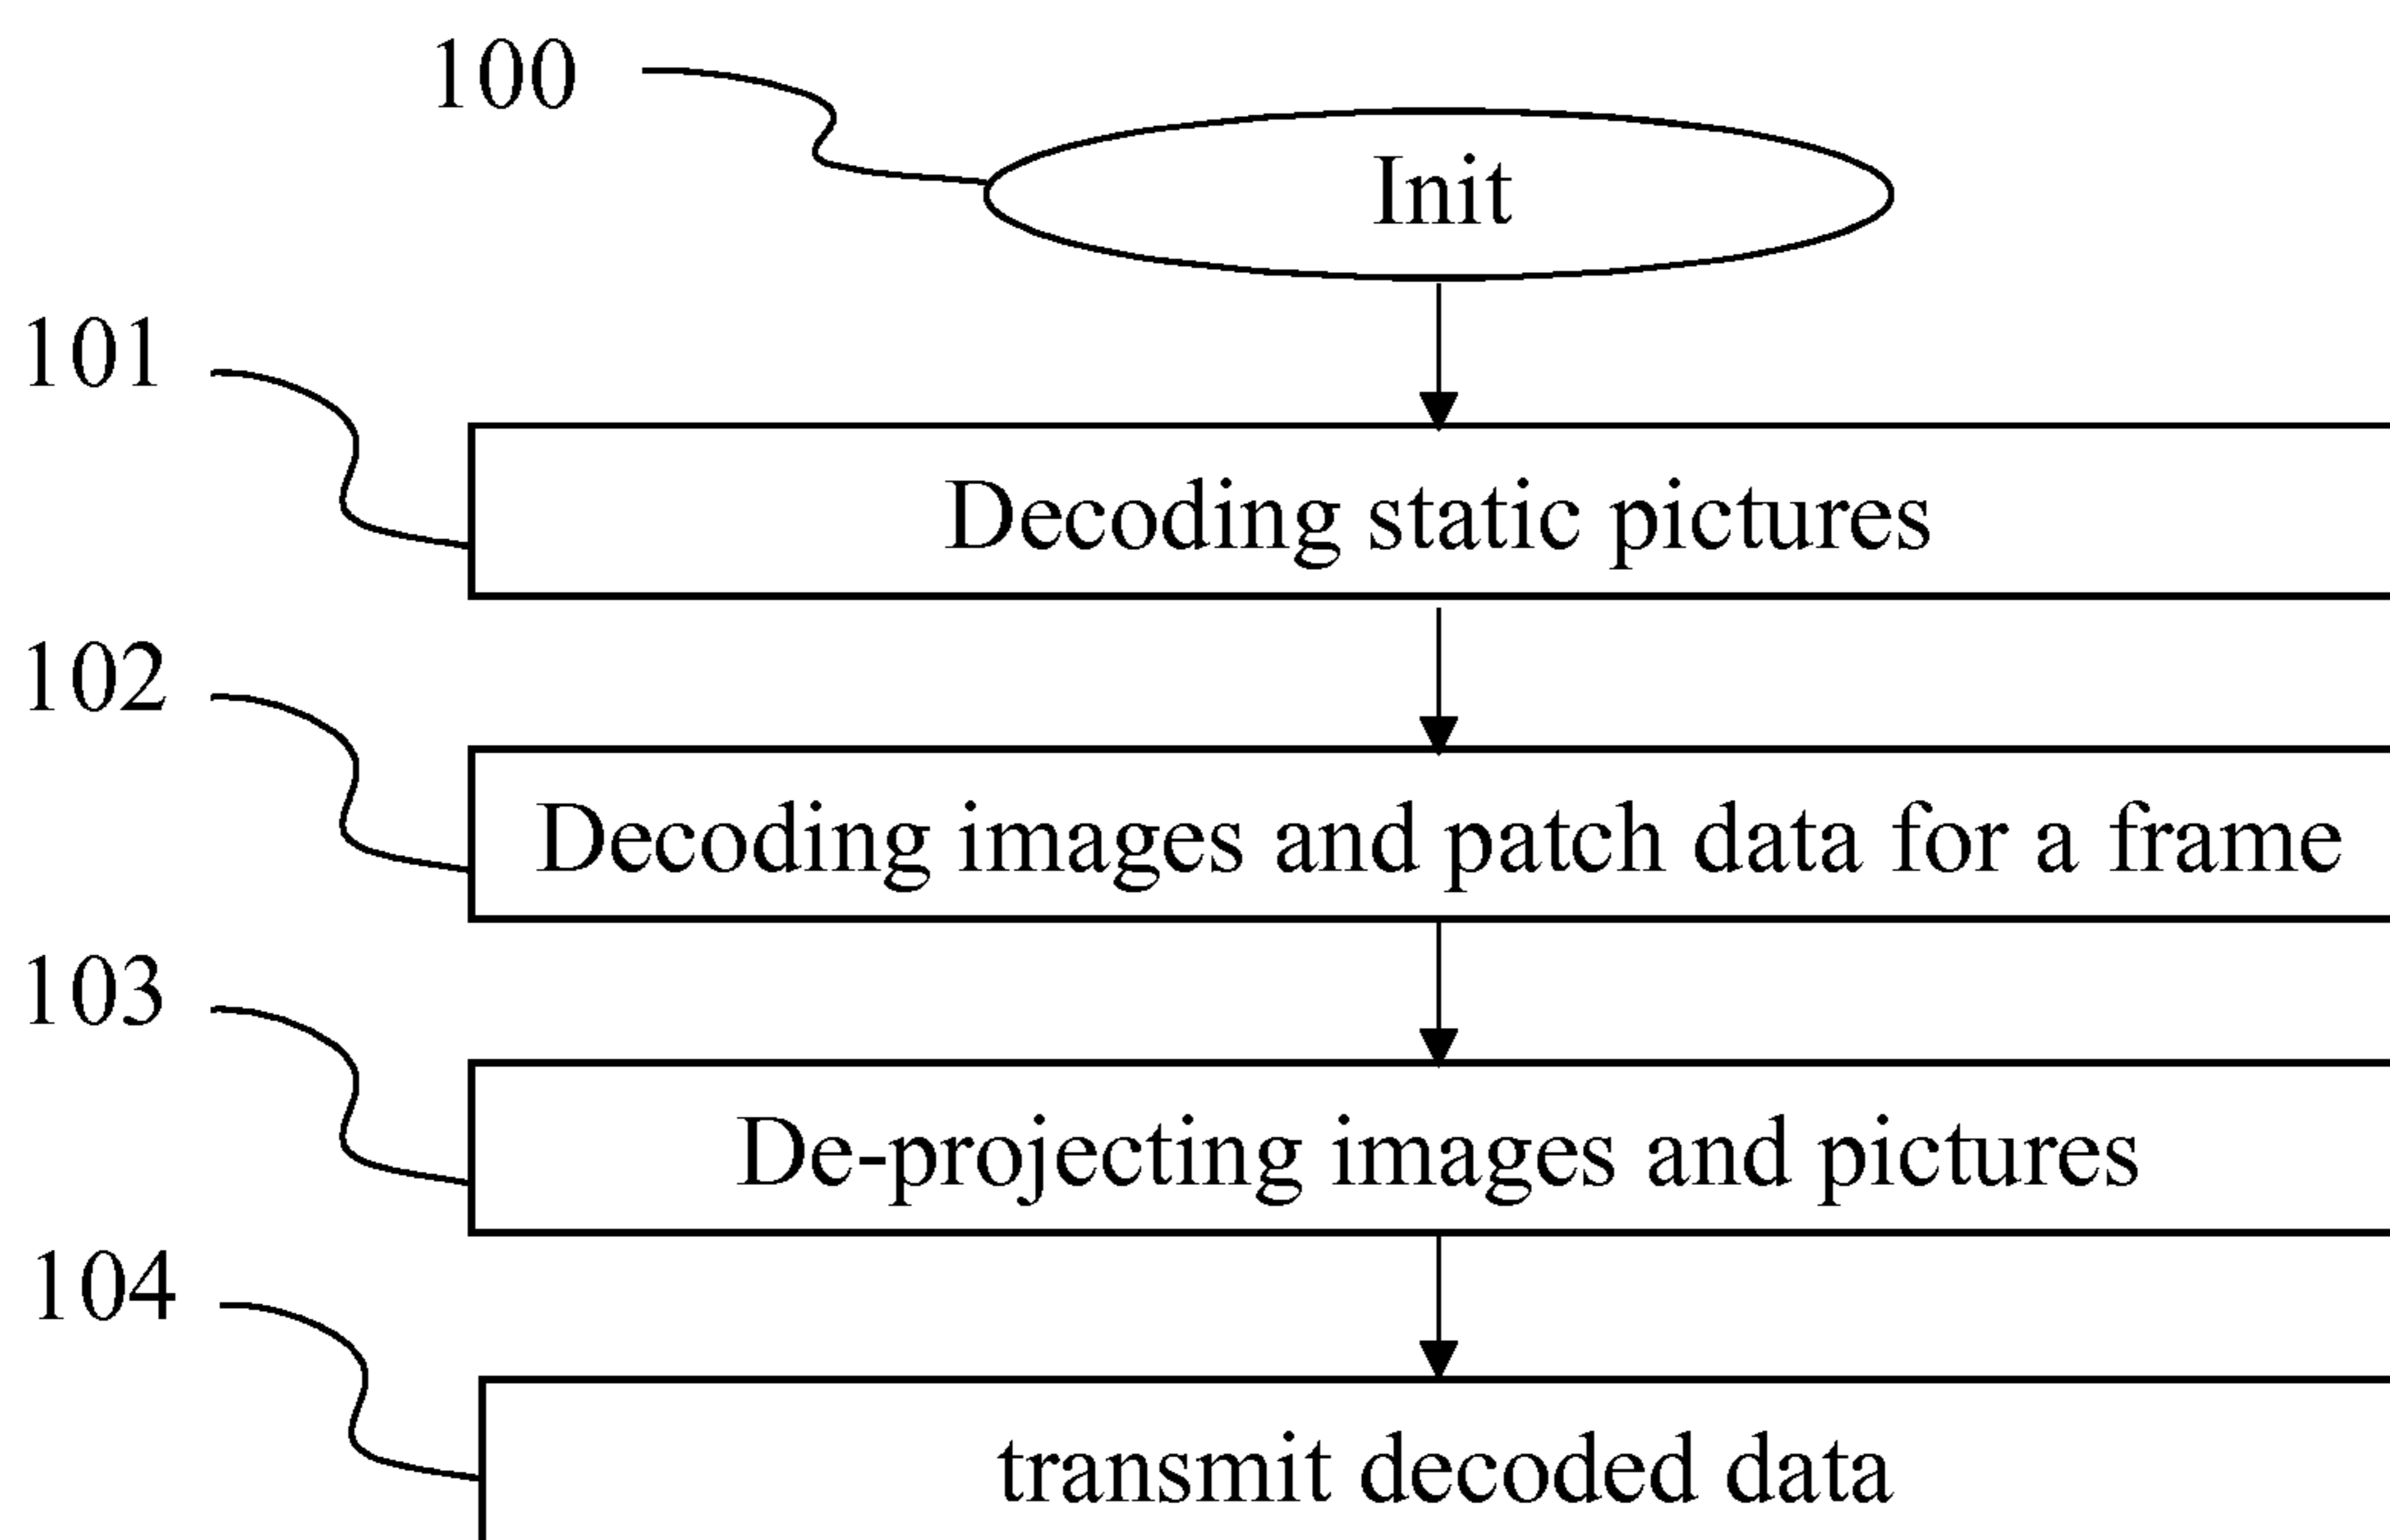 100
Init
101
Decoding static pictures
102
Decoding images and patch data for a frame
103
De-projecting images and pictures
104
transmit decoded data